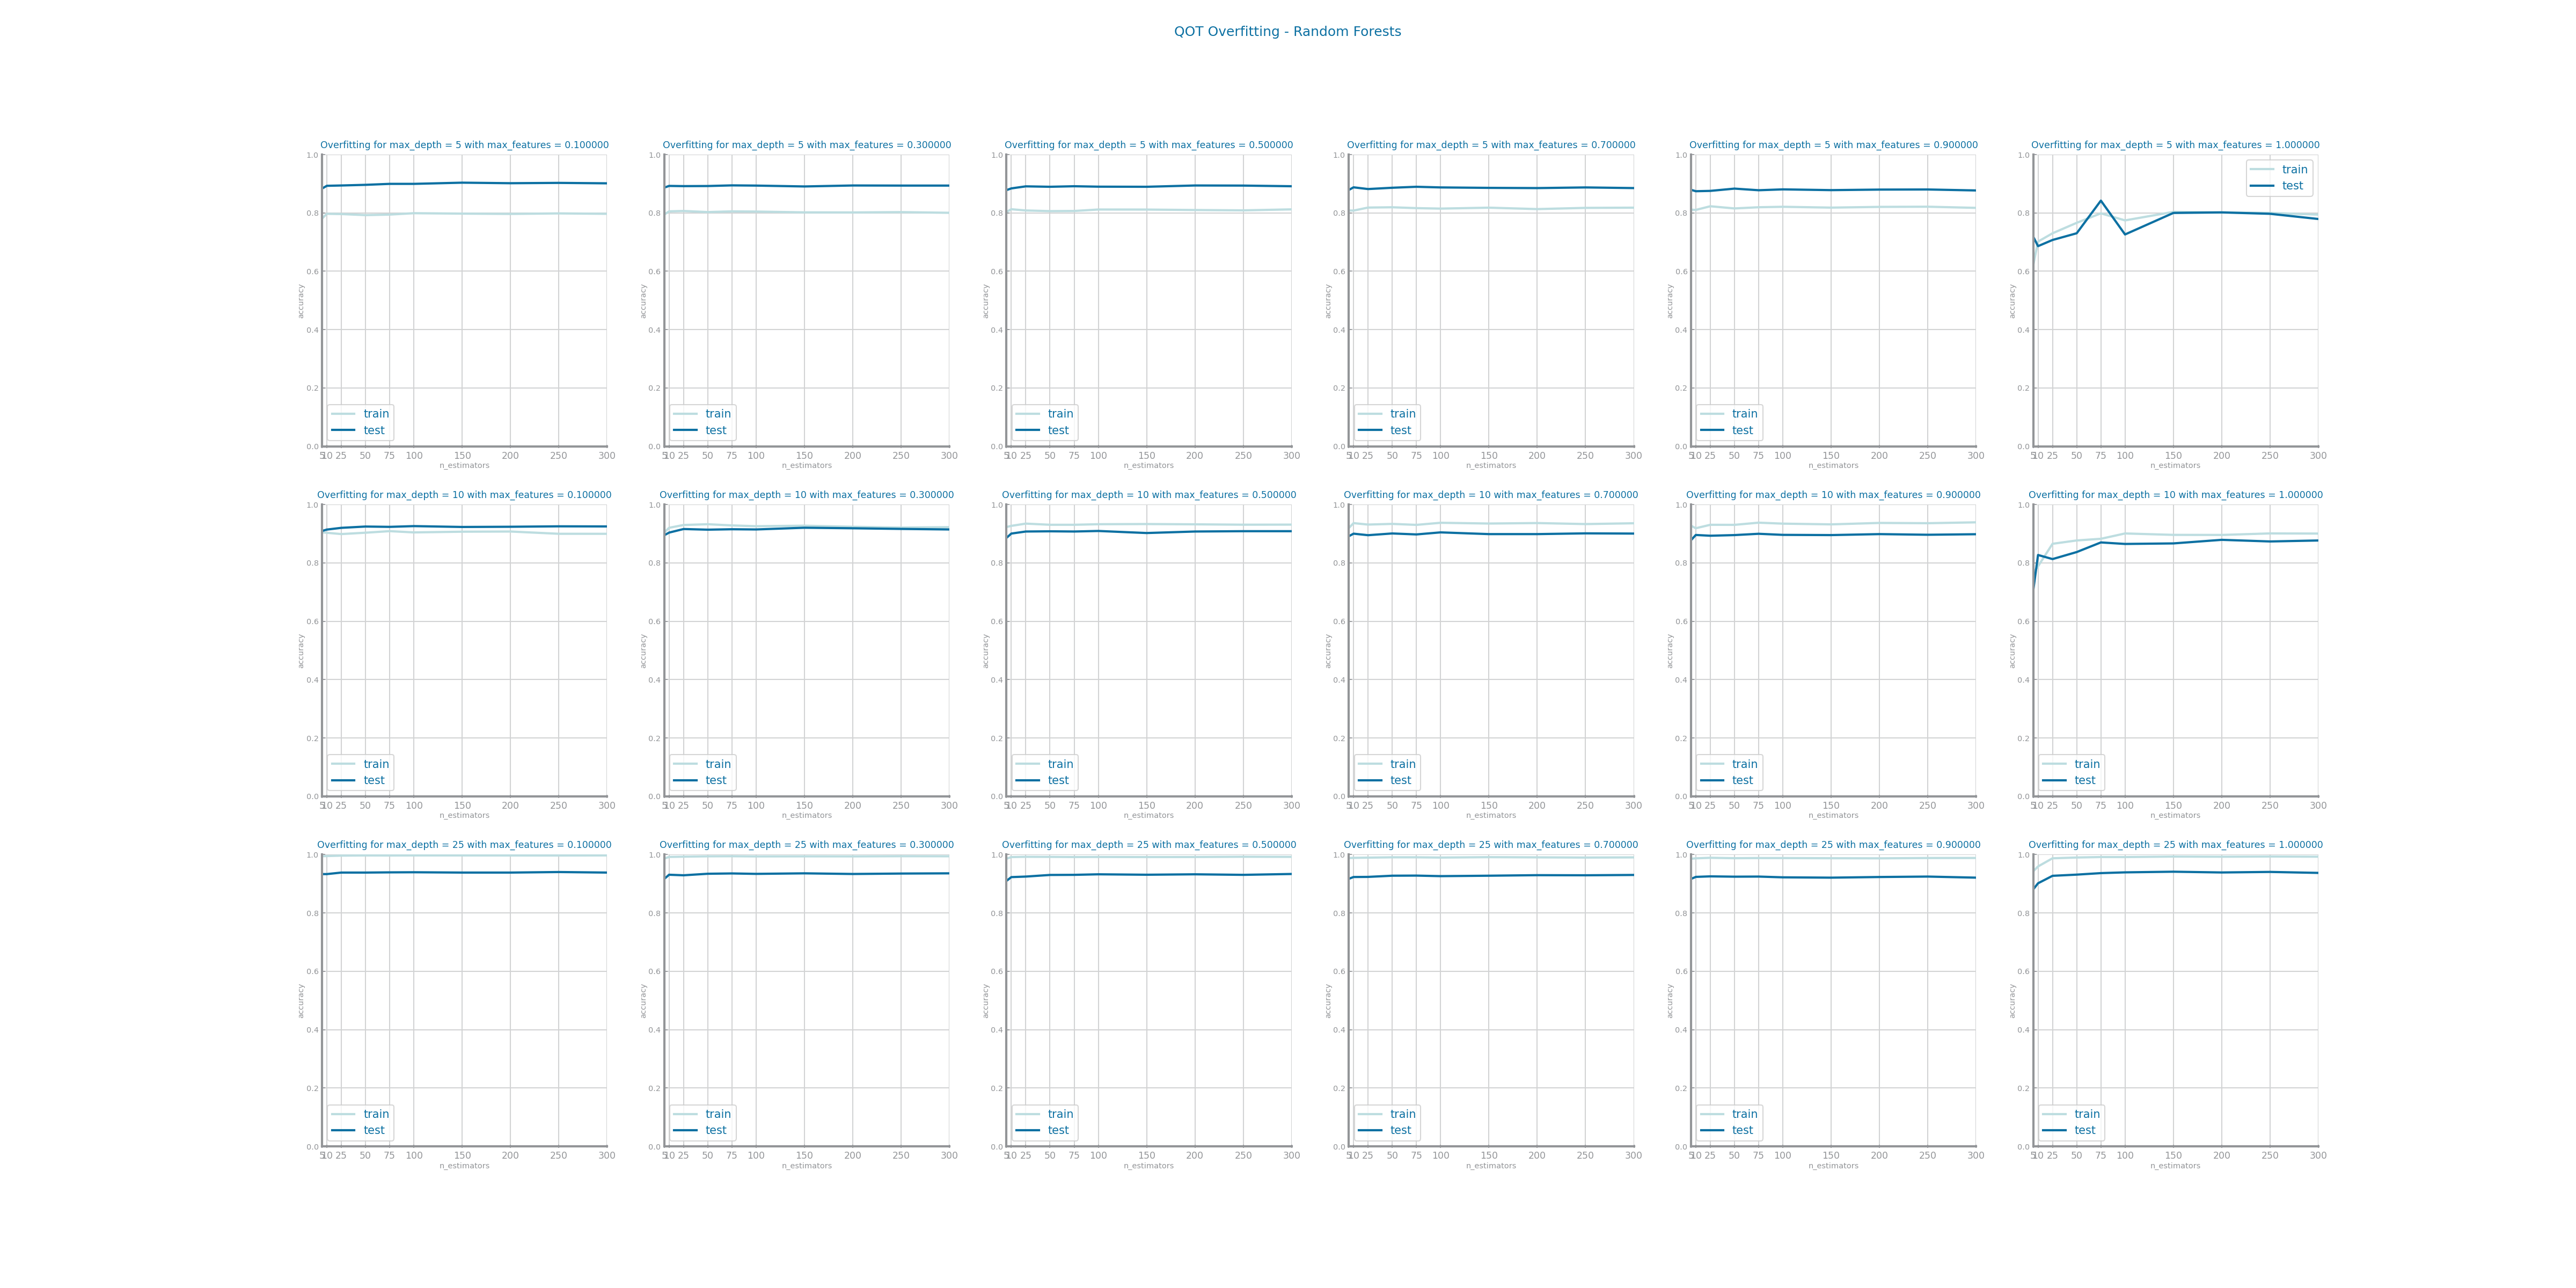 QOT Overfitting - Random Forests
Overfitting for max_depth = 5 with max_features = 0.100000 Overfitting for max_depth = 5 with max_features = 0.300000 Overfitting for max_depth = 5 with max_features = 0.500000 Overfitting for max_depth = 5 with max_features = 0.700000 Overfitting for max_depth = 5 with max_features = 0.900000 Overfitting for max_depth = 5 with max_features = 1.000000
1.0 1.0 1.0 1.0 1.0 1.0
train
test
0.8 0.8 0.8 0.8 0.8 0.8
0.6 0.6 0.6 0.6 0.6 0.6
accuracy accuracy accuracy accuracy accuracy accuracy
0.4 0.4 0.4 0.4 0.4 0.4
0.2 0.2 0.2 0.2 0.2 0.2
train train train train train
test test test test test
0.0 0.0 0.0 0.0 0.0 0.0
5 10 25 50 75 100 150 200 250 300 5 10 25 50 75 100 150 200 250 300 5 10 25 50 75 100 150 200 250 300 5 10 25 50 75 100 150 200 250 300 5 10 25 50 75 100 150 200 250 300 5 10 25 50 75 100 150 200 250 300
n_estimators n_estimators n_estimators n_estimators n_estimators n_estimators
Overfitting for max_depth = 10 with max_features = 0.100000 Overfitting for max_depth = 10 with max_features = 0.300000 Overfitting for max_depth = 10 with max_features = 0.500000 Overfitting for max_depth = 10 with max_features = 0.700000 Overfitting for max_depth = 10 with max_features = 0.900000 Overfitting for max_depth = 10 with max_features = 1.000000
1.0 1.0 1.0 1.0 1.0 1.0
0.8 0.8 0.8 0.8 0.8 0.8
0.6 0.6 0.6 0.6 0.6 0.6
accuracy accuracy accuracy accuracy accuracy accuracy
0.4 0.4 0.4 0.4 0.4 0.4
0.2 0.2 0.2 0.2 0.2 0.2
train train train train train train
test test test test test test
0.0 0.0 0.0 0.0 0.0 0.0
5 10 25 50 75 100 150 200 250 300 5 10 25 50 75 100 150 200 250 300 5 10 25 50 75 100 150 200 250 300 5 10 25 50 75 100 150 200 250 300 5 10 25 50 75 100 150 200 250 300 5 10 25 50 75 100 150 200 250 300
n_estimators n_estimators n_estimators n_estimators n_estimators n_estimators
Overfitting for max_depth = 25 with max_features = 0.100000 Overfitting for max_depth = 25 with max_features = 0.300000 Overfitting for max_depth = 25 with max_features = 0.500000 Overfitting for max_depth = 25 with max_features = 0.700000 Overfitting for max_depth = 25 with max_features = 0.900000 Overfitting for max_depth = 25 with max_features = 1.000000
1.0 1.0 1.0 1.0 1.0 1.0
0.8 0.8 0.8 0.8 0.8 0.8
0.6 0.6 0.6 0.6 0.6 0.6
accuracy accuracy accuracy accuracy accuracy accuracy
0.4 0.4 0.4 0.4 0.4 0.4
0.2 0.2 0.2 0.2 0.2 0.2
train train train train train train
test test test test test test
0.0 0.0 0.0 0.0 0.0 0.0
5 10 25 50 75 100 150 200 250 300 5 10 25 50 75 100 150 200 250 300 5 10 25 50 75 100 150 200 250 300 5 10 25 50 75 100 150 200 250 300 5 10 25 50 75 100 150 200 250 300 5 10 25 50 75 100 150 200 250 300
n_estimators n_estimators n_estimators n_estimators n_estimators n_estimators